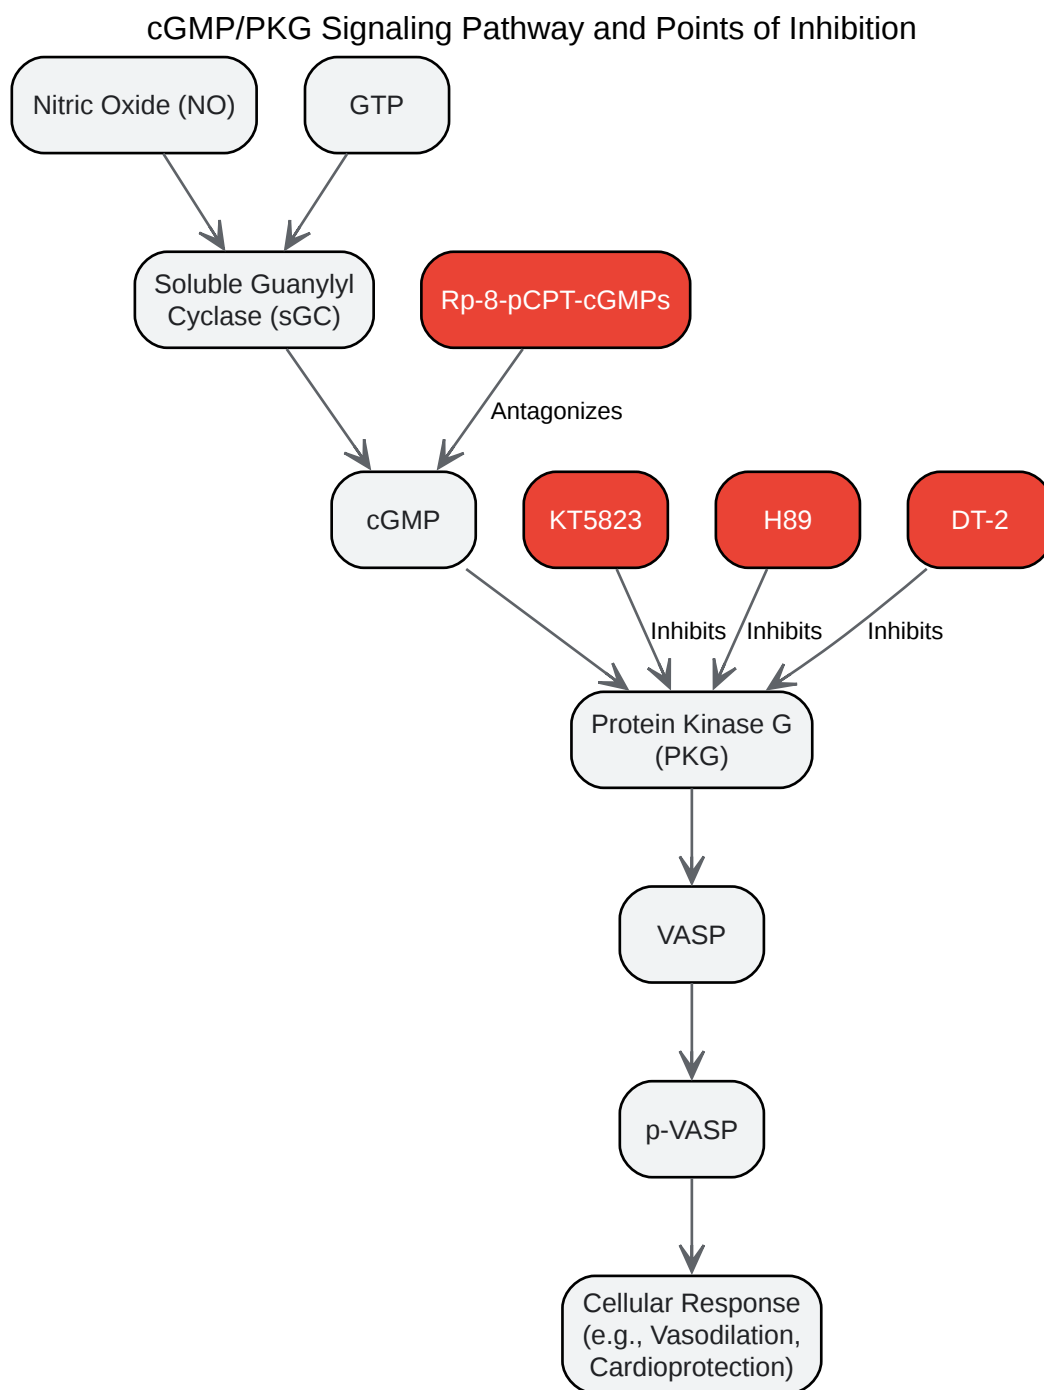 cGMP/PKG Signaling Pathway and Points of Inhibition
Nitric Oxide (NO)
GTP
Soluble Guanylyl
Cyclase (sGC)
Rp-8-pCPT-cGMPs
Antagonizes
cGMP
KT5823
H89
DT-2
Inhibits
Inhibits
Inhibits
Protein Kinase G
(PKG)
VASP
p-VASP
Cellular Response
(e.g., Vasodilation,
Cardioprotection)